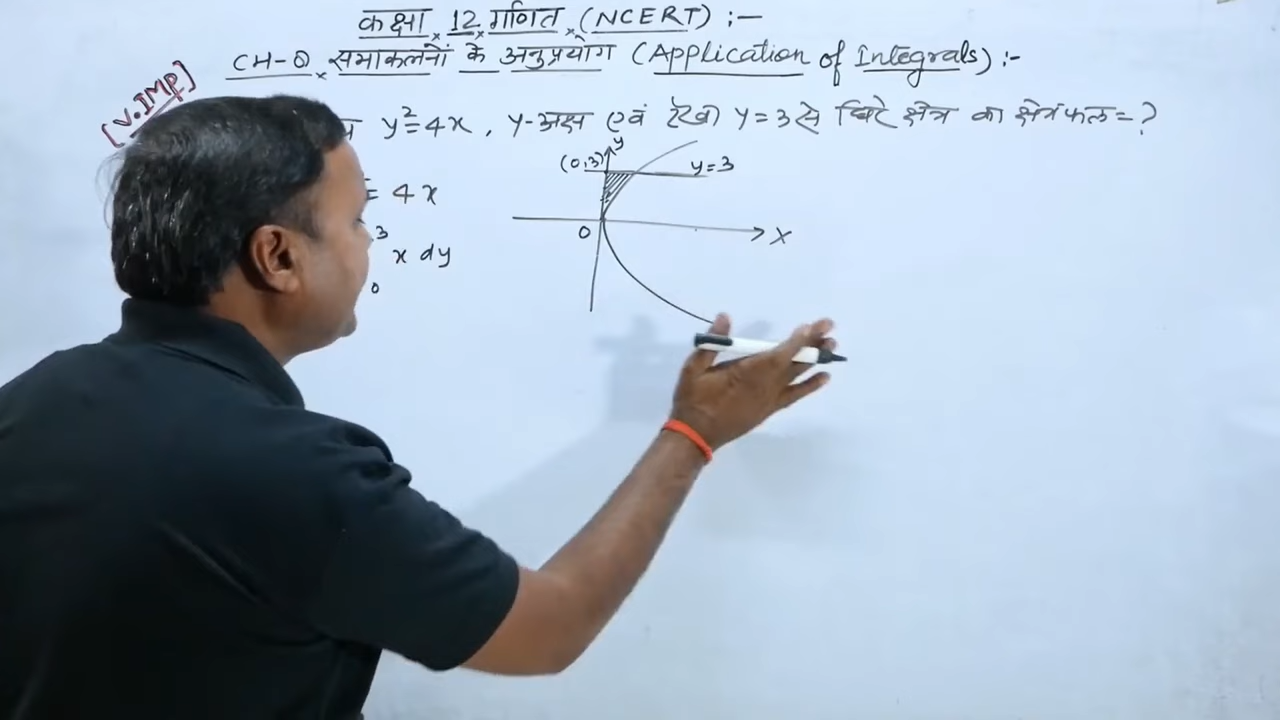 कक्षा × 12 × गणित × (NCERT) :—
CH-8 × समाकलनों के अनुप्रयोग (Application of Integrals) :-
[V.IMP]
y²=4x, y-अक्ष एवं रेखा y=3 से घिरे क्षेत्र का क्षेत्रफल=?
y
(0,3)
y=3
= 4x
0
X
3
x dy
0